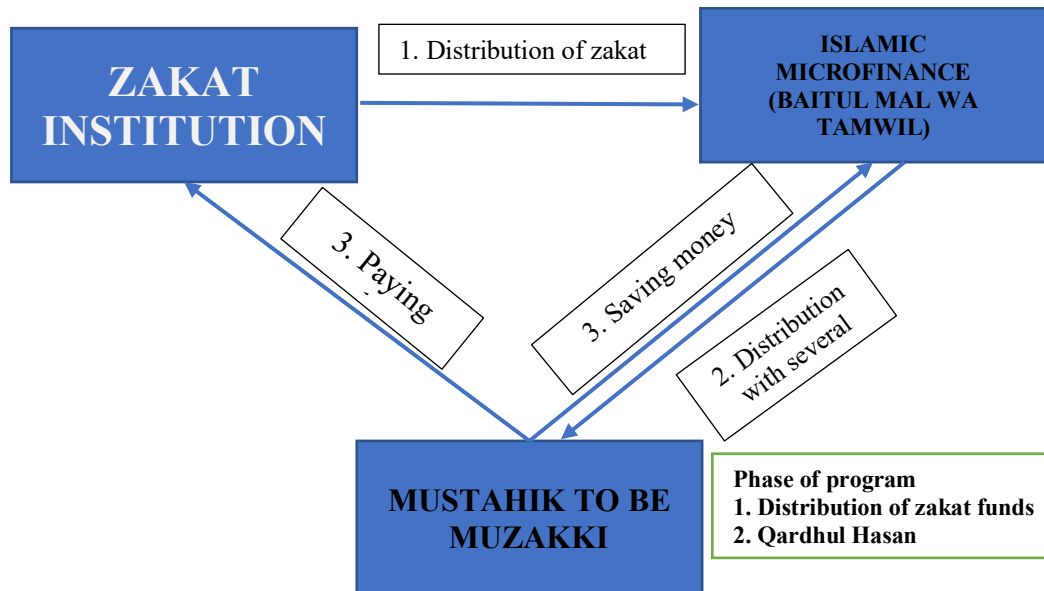 ZAKAT
INSTITUTION
1. Distribution of zakat
ISLAMIC
MICROFINANCE
(BAITUL MAL WA
TAMWIL)
3. Paying
3. Saving money
2. Distribution
with several
MUSTAHIK TO BE
MUZAKKI
Phase of program
1. Distribution of zakat funds
2. Qardhul Hasan